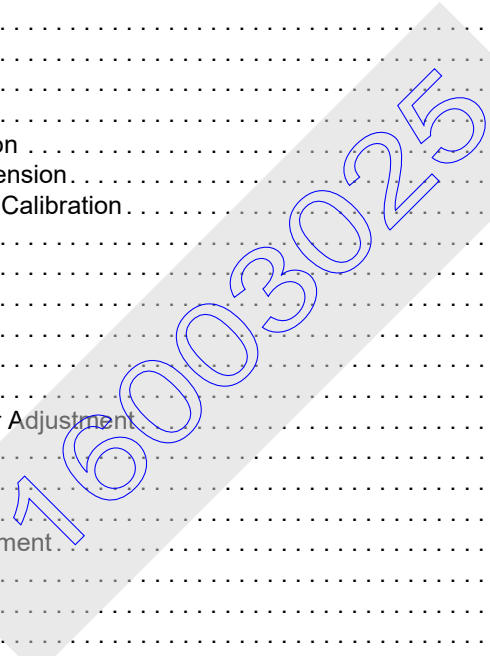 on . . . . . . . . . . . . . . . . . . . . . . . . . . . . . .
ension . . . . . . . . . . . . . . . . . . . . . . . . . . .
Calibration . . . . . . . . . . . . . . . . . . . . . . .
Adjustment . . . . . . . . . . . . . . . . . . . . . .
ment . . . . . . . . . . . . . . . . . . . . . . . . . . . .
16003025